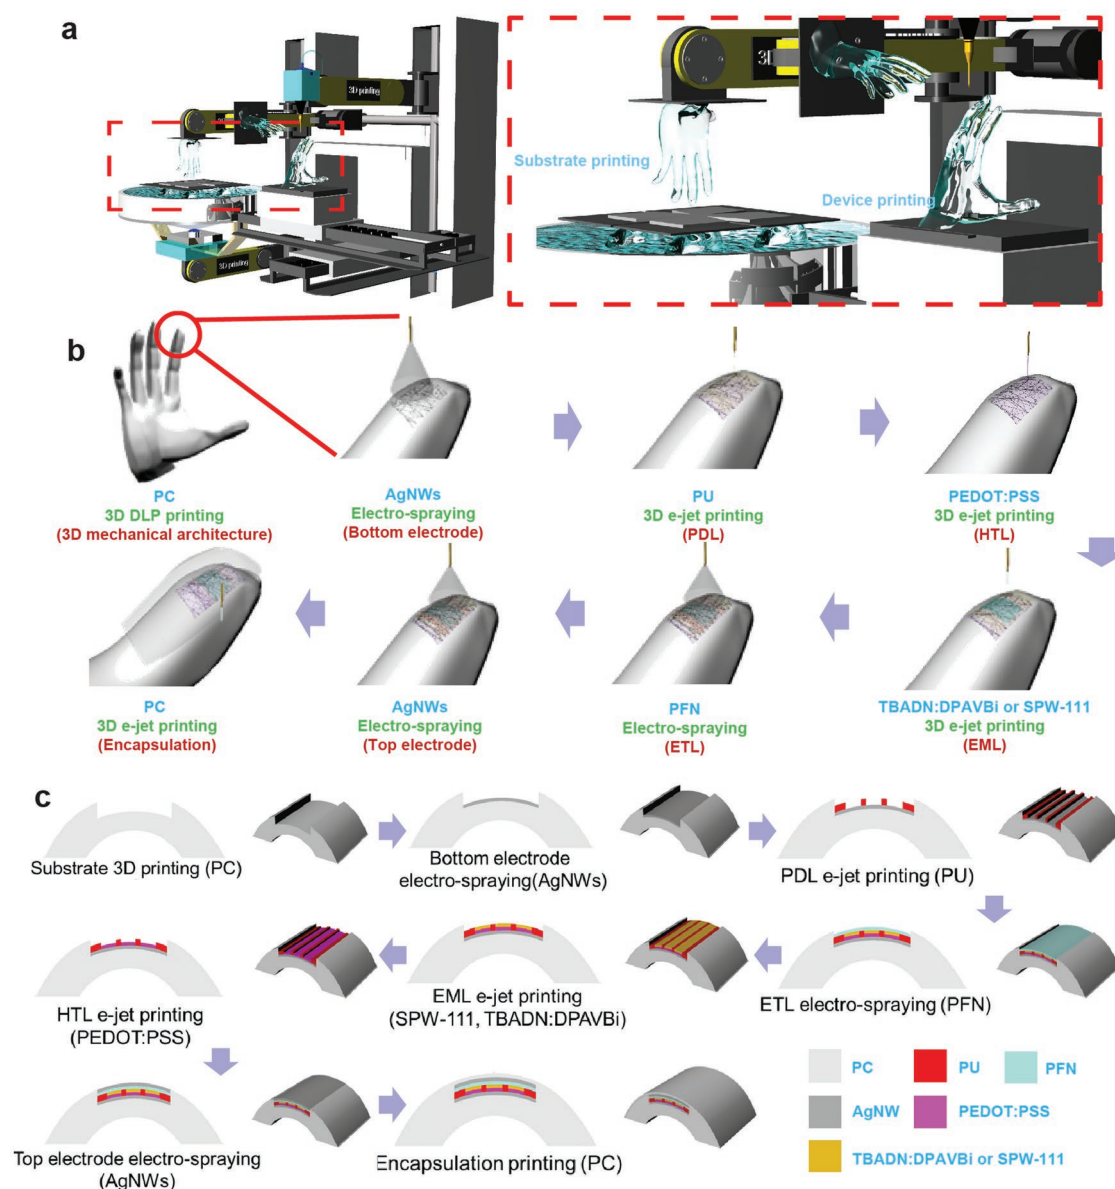 a
3D printing
3D printing
3D
Substrate printing
Device printing
b
PC
3D DLP printing
(3D mechanical architecture)
AgNWs
Electro-spraying
(Bottom electrode)
PU
3D e-jet printing
(PDL)
PEDOT:PSS
3D e-jet printing
(HTL)
PC
3D e-jet printing
(Encapsulation)
AgNWs
Electro-spraying
(Top electrode)
PFN
Electro-spraying
(ETL)
TBADN:DPAVBi or SPW-111
3D e-jet printing
(EML)
c
Substrate 3D printing (PC)
Bottom electrode
electro-spraying(AgNWs)
PDL e-jet printing (PU)
HTL e-jet printing
(PEDOT:PSS)
EML e-jet printing
(SPW-111, TBADN:DPAVBi)
ETL electro-spraying (PFN)
Top electrode electro-spraying
(AgNWs)
Encapsulation printing (PC)
PC
PU
PFN
AgNW
PEDOT:PSS
TBADN:DPAVBi or SPW-111